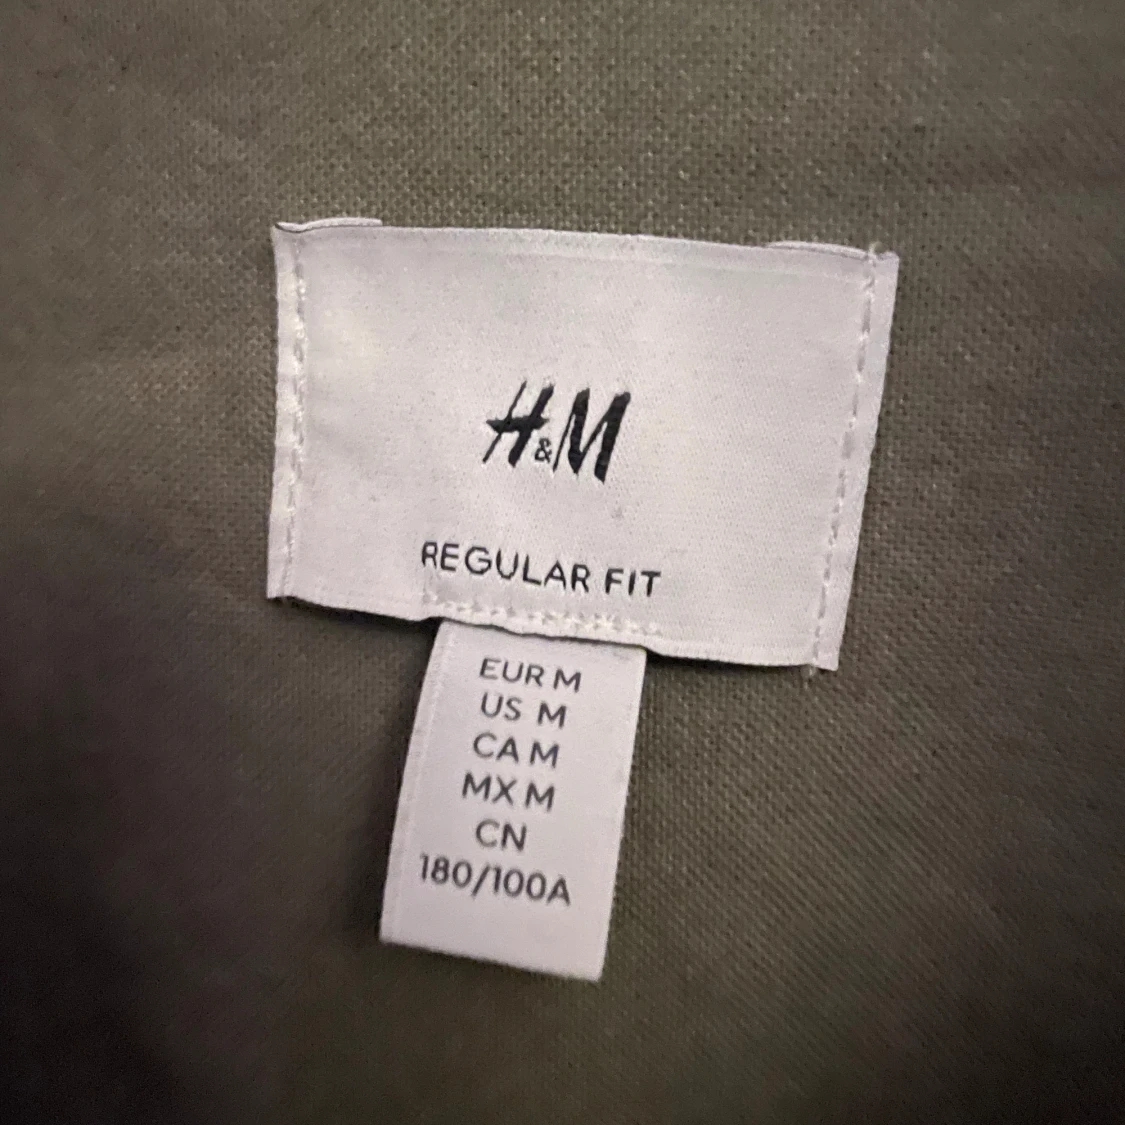 H&M
REGULAR FIT
EUR M
US M
CA M
MX M
CN
180/100A